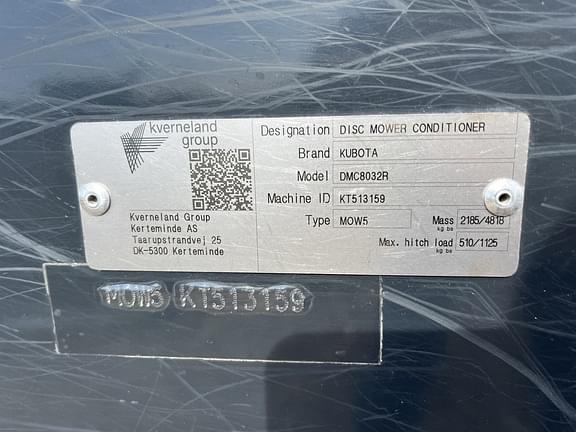 kverneland
group
Kverneland Group
Kerteminde AS
Taarupstrandvej 25
DK-5300 Kerteminde
Designation DISC MOWER CONDITIONER
Brand KUBOTA
Model DMC8032R
Machine ID KT513159
Type MOW5 Mass 2185/4818
kg lbs
Max. hitch load 510/1125
kg lbs
MOW5 KT513159